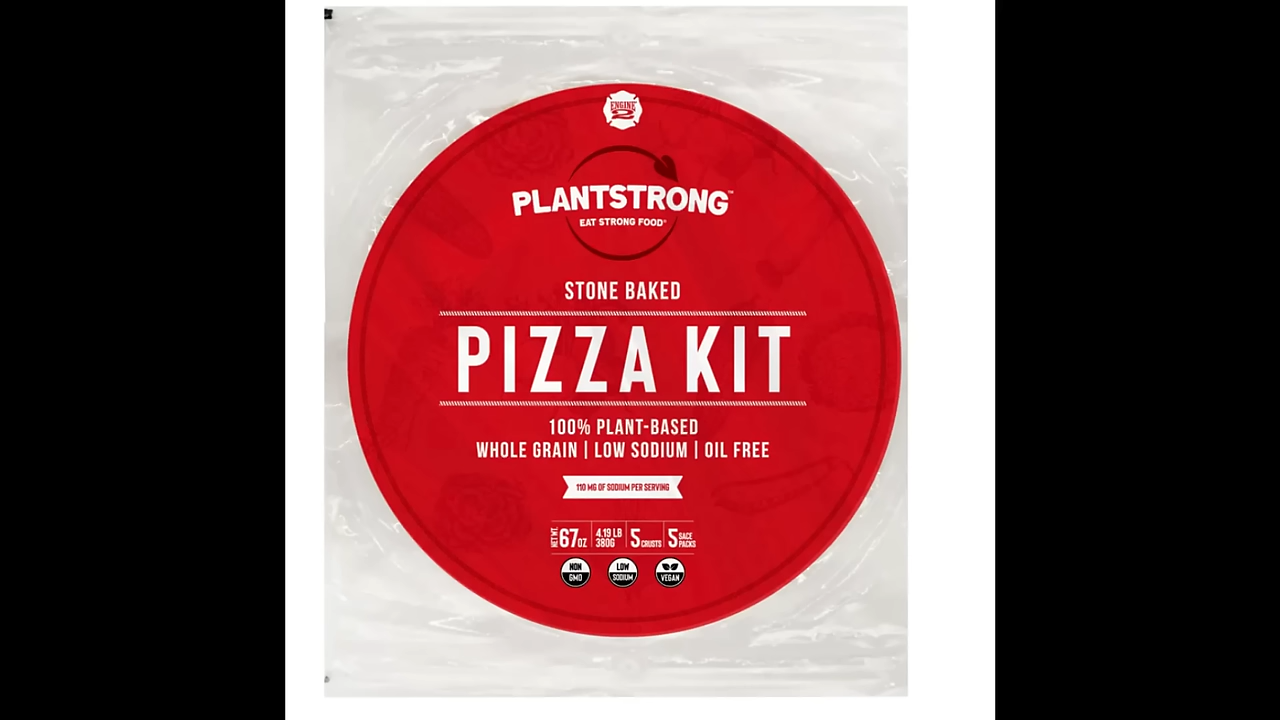 ENGINE
2
PLANTSTRONG™
EAT STRONG FOOD®
STONE BAKED
PIZZA KIT
100% PLANT-BASED
WHOLE GRAIN | LOW SODIUM | OIL FREE
110 MG OF SODIUM PER SERVING
NET WT. 67 OZ | 4.19 LB 380G | 5 CRUSTS | 5 SACE PACKS
NON GMO
LOW SODIUM
VEGAN